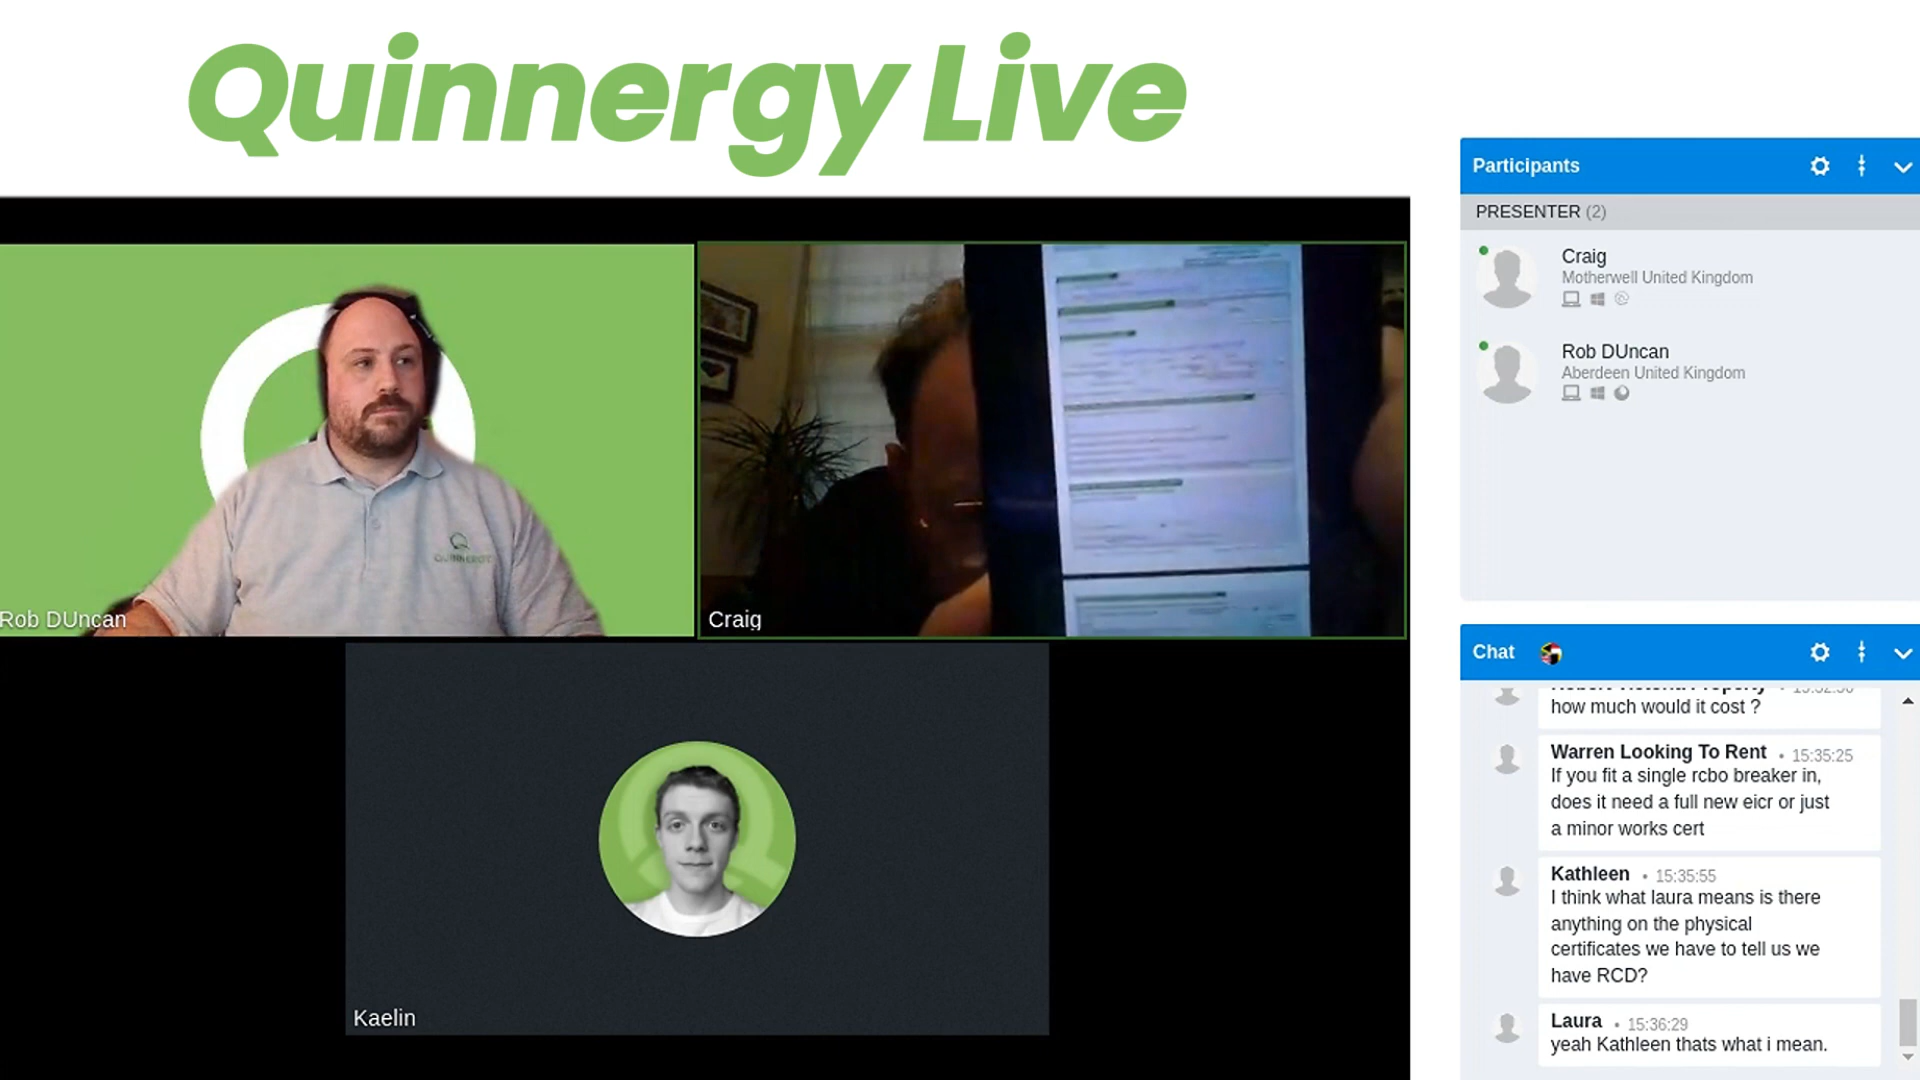 Quinnergy Live
Participants
PRESENTER (2)
Craig
Motherwell United Kingdom
Rob DUncan
Aberdeen United Kingdom
QUINNERGY
Rob DUncan
Craig
Kaelin
Chat
how much would it cost ?
Warren Looking To Rent • 15:35:25
If you fit a single rcbo breaker in,
does it need a full new eicr or just
a minor works cert
Kathleen • 15:35:55
I think what laura means is there
anything on the physical
certificates we have to tell us we
have RCD?
Laura • 15:36:29
yeah Kathleen thats what i mean.